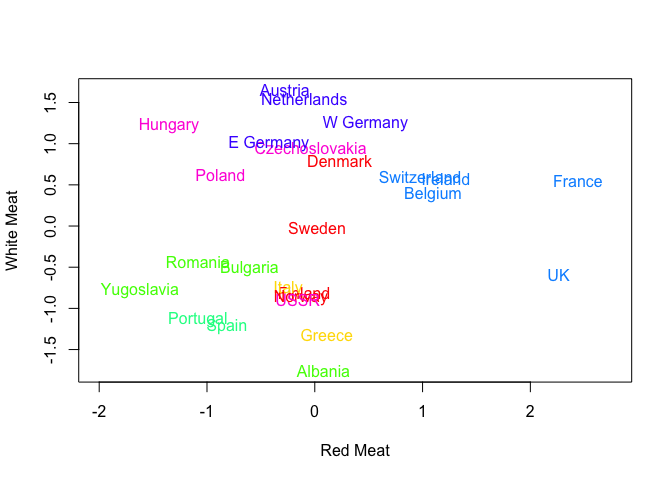 Austria
Netherlands
W Germany
Hungary
E Germany
Czechoslovakia
Denmark
Poland
Switzerland
Ireland
France
Belgium
Sweden
Romania
Bulgaria
UK
Yugoslavia
Italy
Finland
Norway
USSR
Portugal
Spain
Greece
Albania
White Meat
1.5
1.0
0.5
0.0
-0.5
-1.0
-1.5
-2 -1 0 1 2
Red Meat